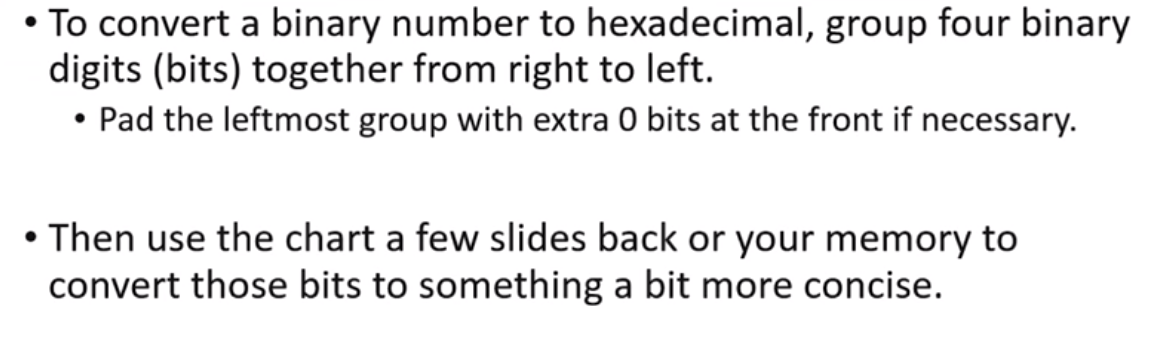 • To convert a binary number to hexadecimal, group four binary
digits (bits) together from right to left.
• Pad the leftmost group with extra 0 bits at the front if necessary.
• Then use the chart a few slides back or your memory to
convert those bits to something a bit more concise.